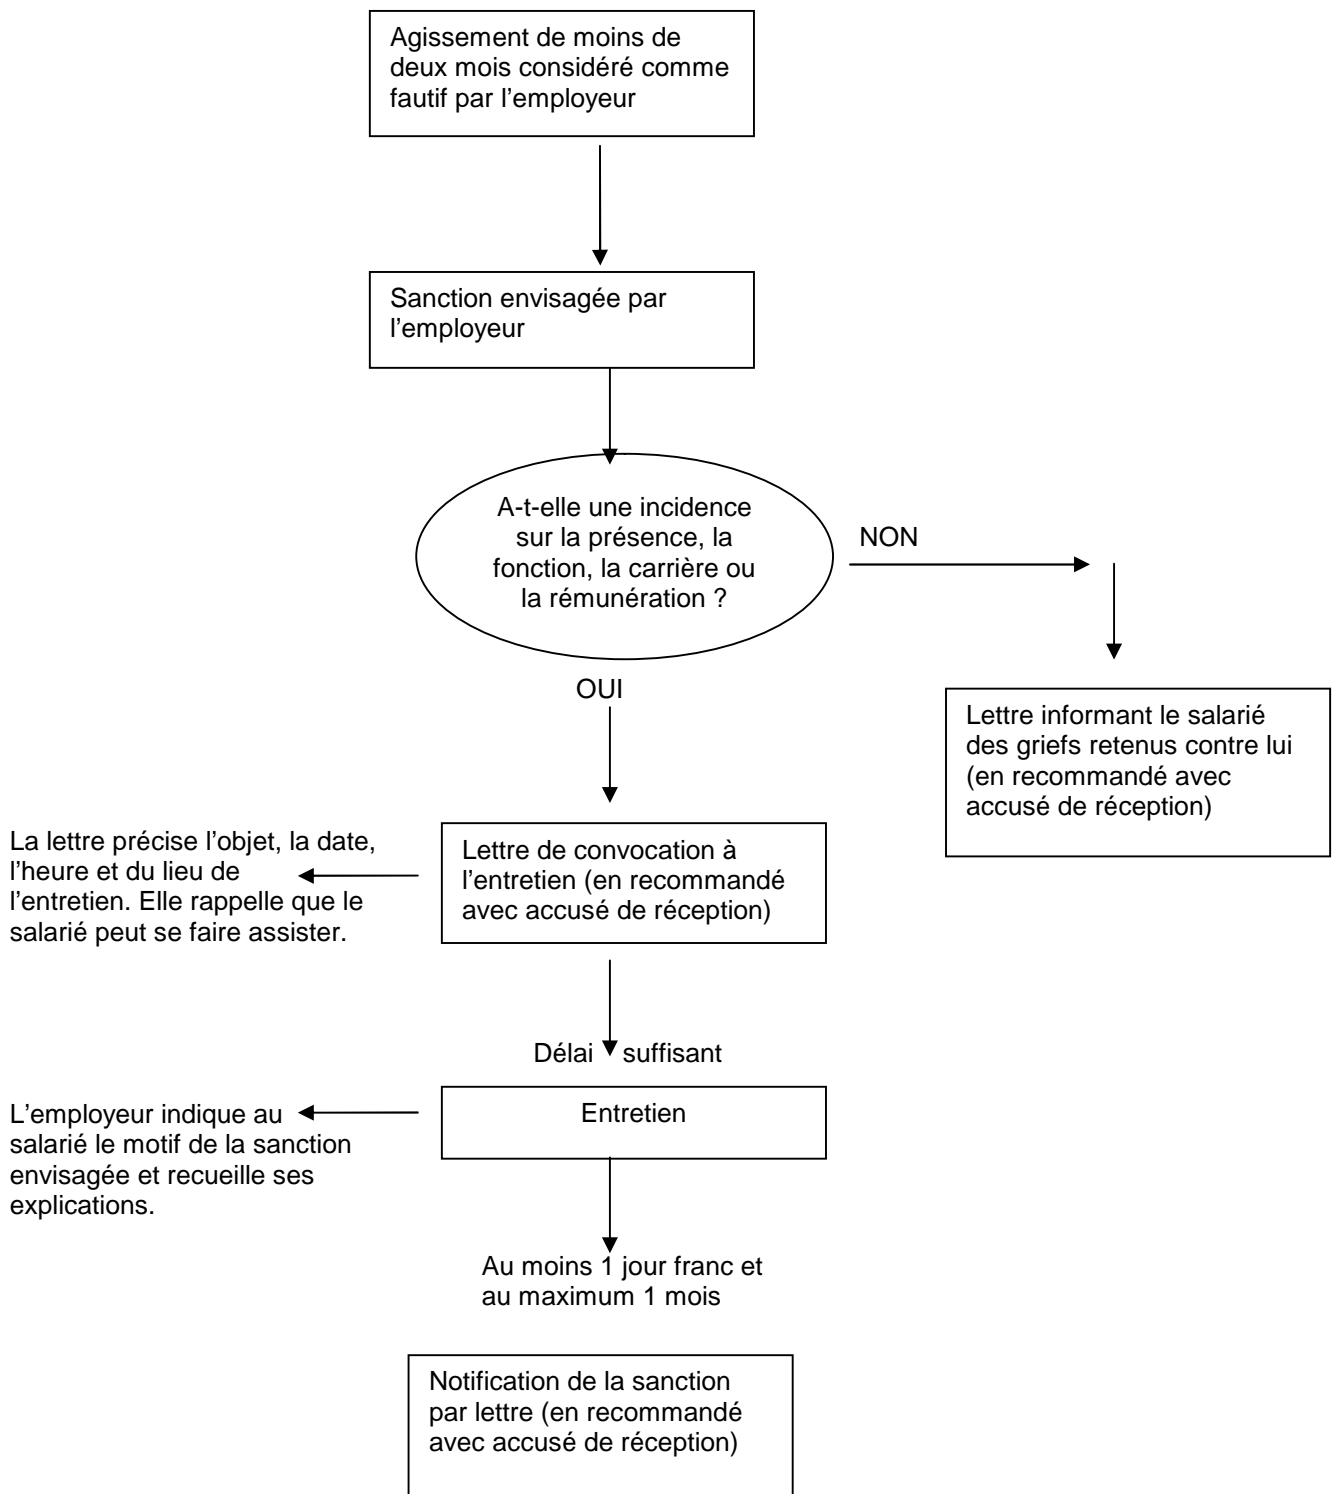 Agissement de moins de
deux mois considéré comme
fautif par l'employeur
Sanction envisagée par
l'employeur
A-t-elle une incidence
sur la présence, la
fonction, la carrière ou
la rémunération ?
NON
OUI
Lettre informant le salarié
des griefs retenus contre lui
(en recommandé avec
accusé de réception)
La lettre précise l'objet, la date,
l'heure et du lieu de
l'entretien. Elle rappelle que le
salarié peut se faire assister.
Lettre de convocation à
l'entretien (en recommandé
avec accusé de réception)
Délai suffisant
Entretien
L'employeur indique au
salarié le motif de la sanction
envisagée et recueille ses
explications.
Au moins 1 jour franc et
au maximum 1 mois
Notification de la sanction
par lettre (en recommandé
avec accusé de réception)